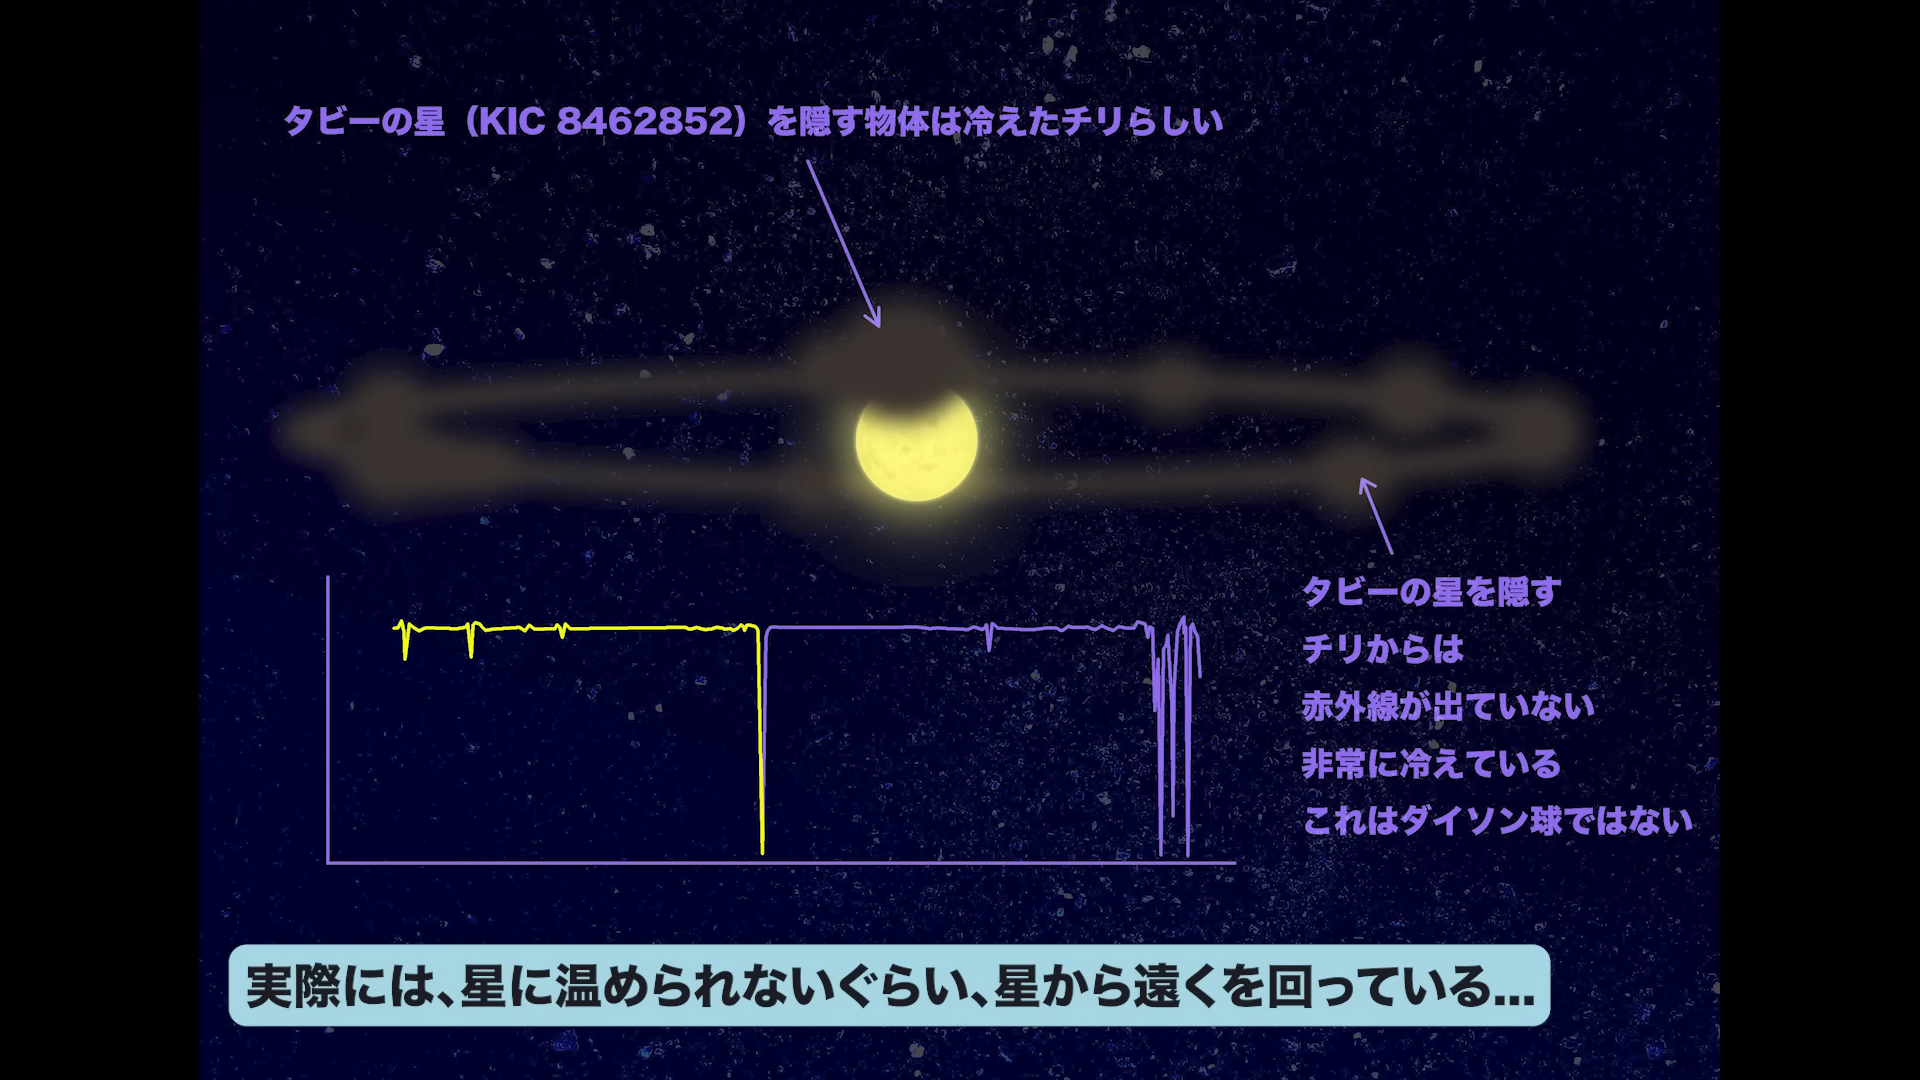 タビーの星（KIC 8462852）を隠す物体は冷えたチリらしい
タビーの星を隠す
チリからは
赤外線が出ていない
非常に冷えている
これはダイソン球ではない
実際には、星に温められないぐらい、星から遠くを回っている...